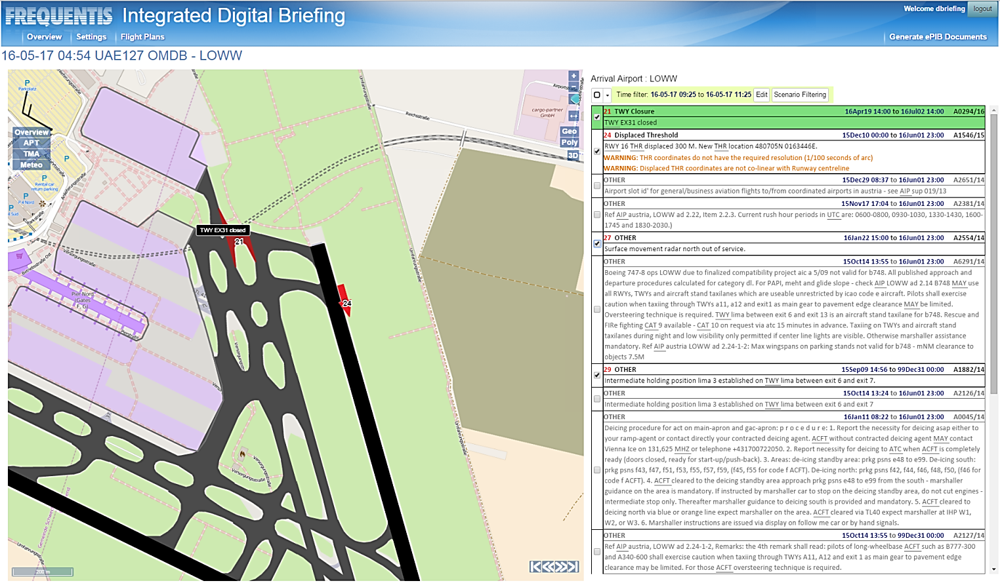 FREQUENTIS Integrated Digital Briefing
Welcome dbriefing logout
Overview Settings Flight Plans
Generate ePIB Documents
16-05-17 04:54 UAE127 OMDB - LOWW
P
Parkplatz
Anlieferungsstraße
Overview
APT
TMA
Meteo
P
P
Rental car
return parking
P
P 4 Nord
P
Parkstraße
Anlieferungsstraße
Versorgungsstraße
Betriebsstraße Ost
Pier Nord
(Gates
F, G)
Pierstraße
Umfahrungsstraße
Reichsstraße
Airportstraße
cargo-partner
GmbH
+
−
Geo
Poly
3D
TWY EX31 closed
21
24
Umfahrungsstraße
Versorgungsstr
Versorgungsstr
Versorgungsstraße
Umfahrungsstraße
Umfahrungsstraße
200 m
Arrival Airport : LOWW
Time filter: 16-05-17 09:25 to 16-05-17 11:25 Edit Scenario Filtering
21 TWY Closure 16Apr19 14:00 to 16Jul02 14:00 A0294/16
TWY EX31 closed
24 Displaced Threshold 15Dec10 00:00 to 16Jun01 23:00 A1546/15
RWY 16 THR displaced 300 M. New THR location 480705N 0163446E.
WARNING: THR coordinates do not have the required resolution (1/100 seconds of arc)
WARNING: Displaced THR coordinates are not co-linear with Runway centreline
OTHER 15Dec29 08:37 to 16Jun01 23:00 A2651/14
Airport slot id' for general/business aviation flights to/from coordinated airports in austria - see AIP sup 019/13
OTHER 15Nov17 17:04 to 16Jun01 23:00 A2381/14
Ref AIP austria, LOWW ad 2.22, Item 2.2.3. Current rush hour periods in UTC are: 0600-0800, 0930-1030, 1330-1430, 1600-
1745 and 1830-2030.)
27 OTHER 16Jan22 15:00 to 16Jun01 23:00 A2554/14
Surface movement radar north out of service.
OTHER 15Oct14 13:55 to 16Jun01 23:00 A6291/14
Boeing 747-8 ops LOWW due to finalized compatibility project aic a 5/09 not valid for b748. All published approach and
departure procedures calculated for category dl. For PAPI, meht and glide slope - check AIP LOWW ad 2.14 B748 MAY use
all RWYs, TWYs and aircraft stand taxilanes which are useable unrestricted by icao code e aircraft. Pilots shall exercise
caution when taxiing through TWYs a11, a12 and exit1 as main gear to pavement edge clearance MAY be limited.
Oversteering technique is required. TWY lima between exit 6 and exit 13 is an aircraft stand taxilane for b748. Rescue and
FIRe fighting CAT 9 available - CAT 10 on request via atc 15 minutes in advance. Taxiing on TWYs and aircraft stand
taxilanes during night and low visibility only permitted if center line lights are visible. Otherwise marshaller assistance
mandatory. Ref AIP austria LOWW ad 2.24-1-2: Max wingspans on parking stands not valid for b748 - mNM clearance to
objects 7.5M
29 OTHER 15Sep09 14:56 to 99Dec31 00:00 A1882/14
Intermediate holding position lima 3 established on TWY lima between exit 6 and exit 7.
OTHER 15Oct14 13:24 to 16Jun01 23:00 A2126/14
Intermediate holding position lima 3 established on TWY lima between exit 6 and exit 7
OTHER 16Jan11 08:22 to 16Jun01 23:00 A0045/14
Deicing procedure for act on main-apron and gac-apron: p r o c e d u r e: 1. Report the necessity for deicing asap either to
your ramp-agent or contact directly your contracted deicing agent. ACFT without contracted deicing agent MAY contact
Vienna Ice on 131,625 MHZ or telephone +431700722050. 2. Report necessity for deicing to ATC when ACFT is completely
ready (doors closed, ready for start-up/push-back). 3. Areas: de-icing standby area: prkg psns e48 to e99. De-icing south:
prkg psns f43, f47, f51, f53, f55, f57, f59, (f45, f55 for code f ACFT). De-icing north: prkg psns f42, f44, f46, f48, f50, (f46 for
code f ACFT). 4. ACFT cleared to the deicing standby area approach prkg psns e48 to e99 from the south - marshaller
guidance on the area is mandatory. If instructed by marshaller car to stop on the deicing standby area, do not cut engines -
intermediate stop only. Thereafter marshaller guidance to deicing south is provided and mandatory. 5. ACFT cleared to
deicing north via blue or orange line expect marshaller on the area. ACFT cleared via TL40 expect marshaller at IHP W1,
W2, or W3. 6. Marshaller instructions are issued via display on follow me car or by hand signals.
OTHER 15Oct14 13:55 to 99Dec31 00:00 A2127/14
Ref AIP austria, LOWW ad 2.24-1-2, Remarks: the 4th remark shall read: pilots of long-wheelbase ACFT such as B777-300
and A340-600 shall exercise caution when taxiing through TWYs A11, A12 and exit 1 as main gear to pavement edge
clearance may be limited. For those ACFT oversteering technique is required.